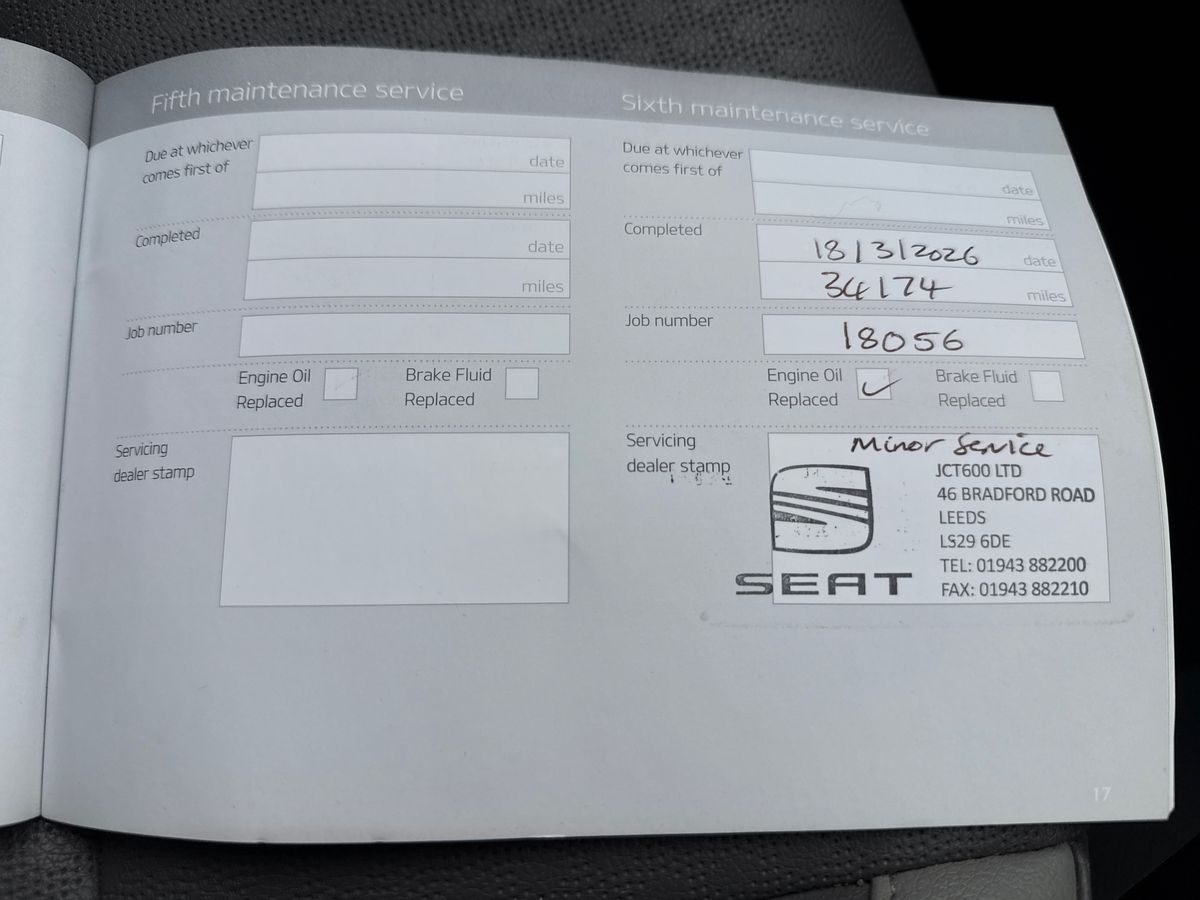 Fifth maintenance service
Due at whichever
comes first of
date
miles
Completed
date
miles
Job number
Engine Oil
Replaced
Brake Fluid
Replaced
Servicing
dealer stamp
Sixth maintenance service
Due at whichever
comes first of
date
miles
Completed
18/3/2026 date
34174 miles
Job number
18056
Engine Oil
Replaced
Brake Fluid
Replaced
Servicing
dealer stamp
Minor Service
JCT600 LTD
46 BRADFORD ROAD
LEEDS
LS29 6DE
TEL: 01943 882200
FAX: 01943 882210
SEAT
17